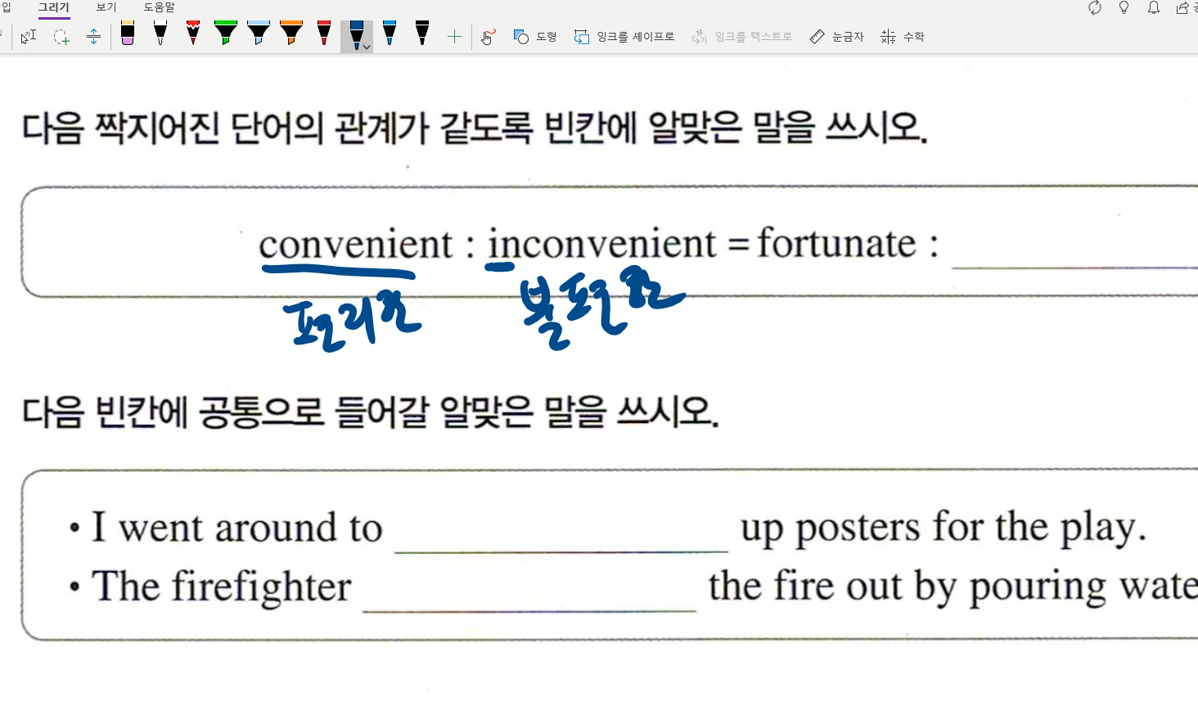 그리기 보기 도움말
도형 잉크를 셰이프로 잉크를 텍스트로 눈금자 수학
다음 짝지어진 단어의 관계가 같도록 빈칸에 알맞은 말을 쓰시오.
convenient : inconvenient = fortunate :
편리한 불편한
다음 빈칸에 공통으로 들어갈 알맞은 말을 쓰시오.
• I went around to up posters for the play.
• The firefighter the fire out by pouring wate